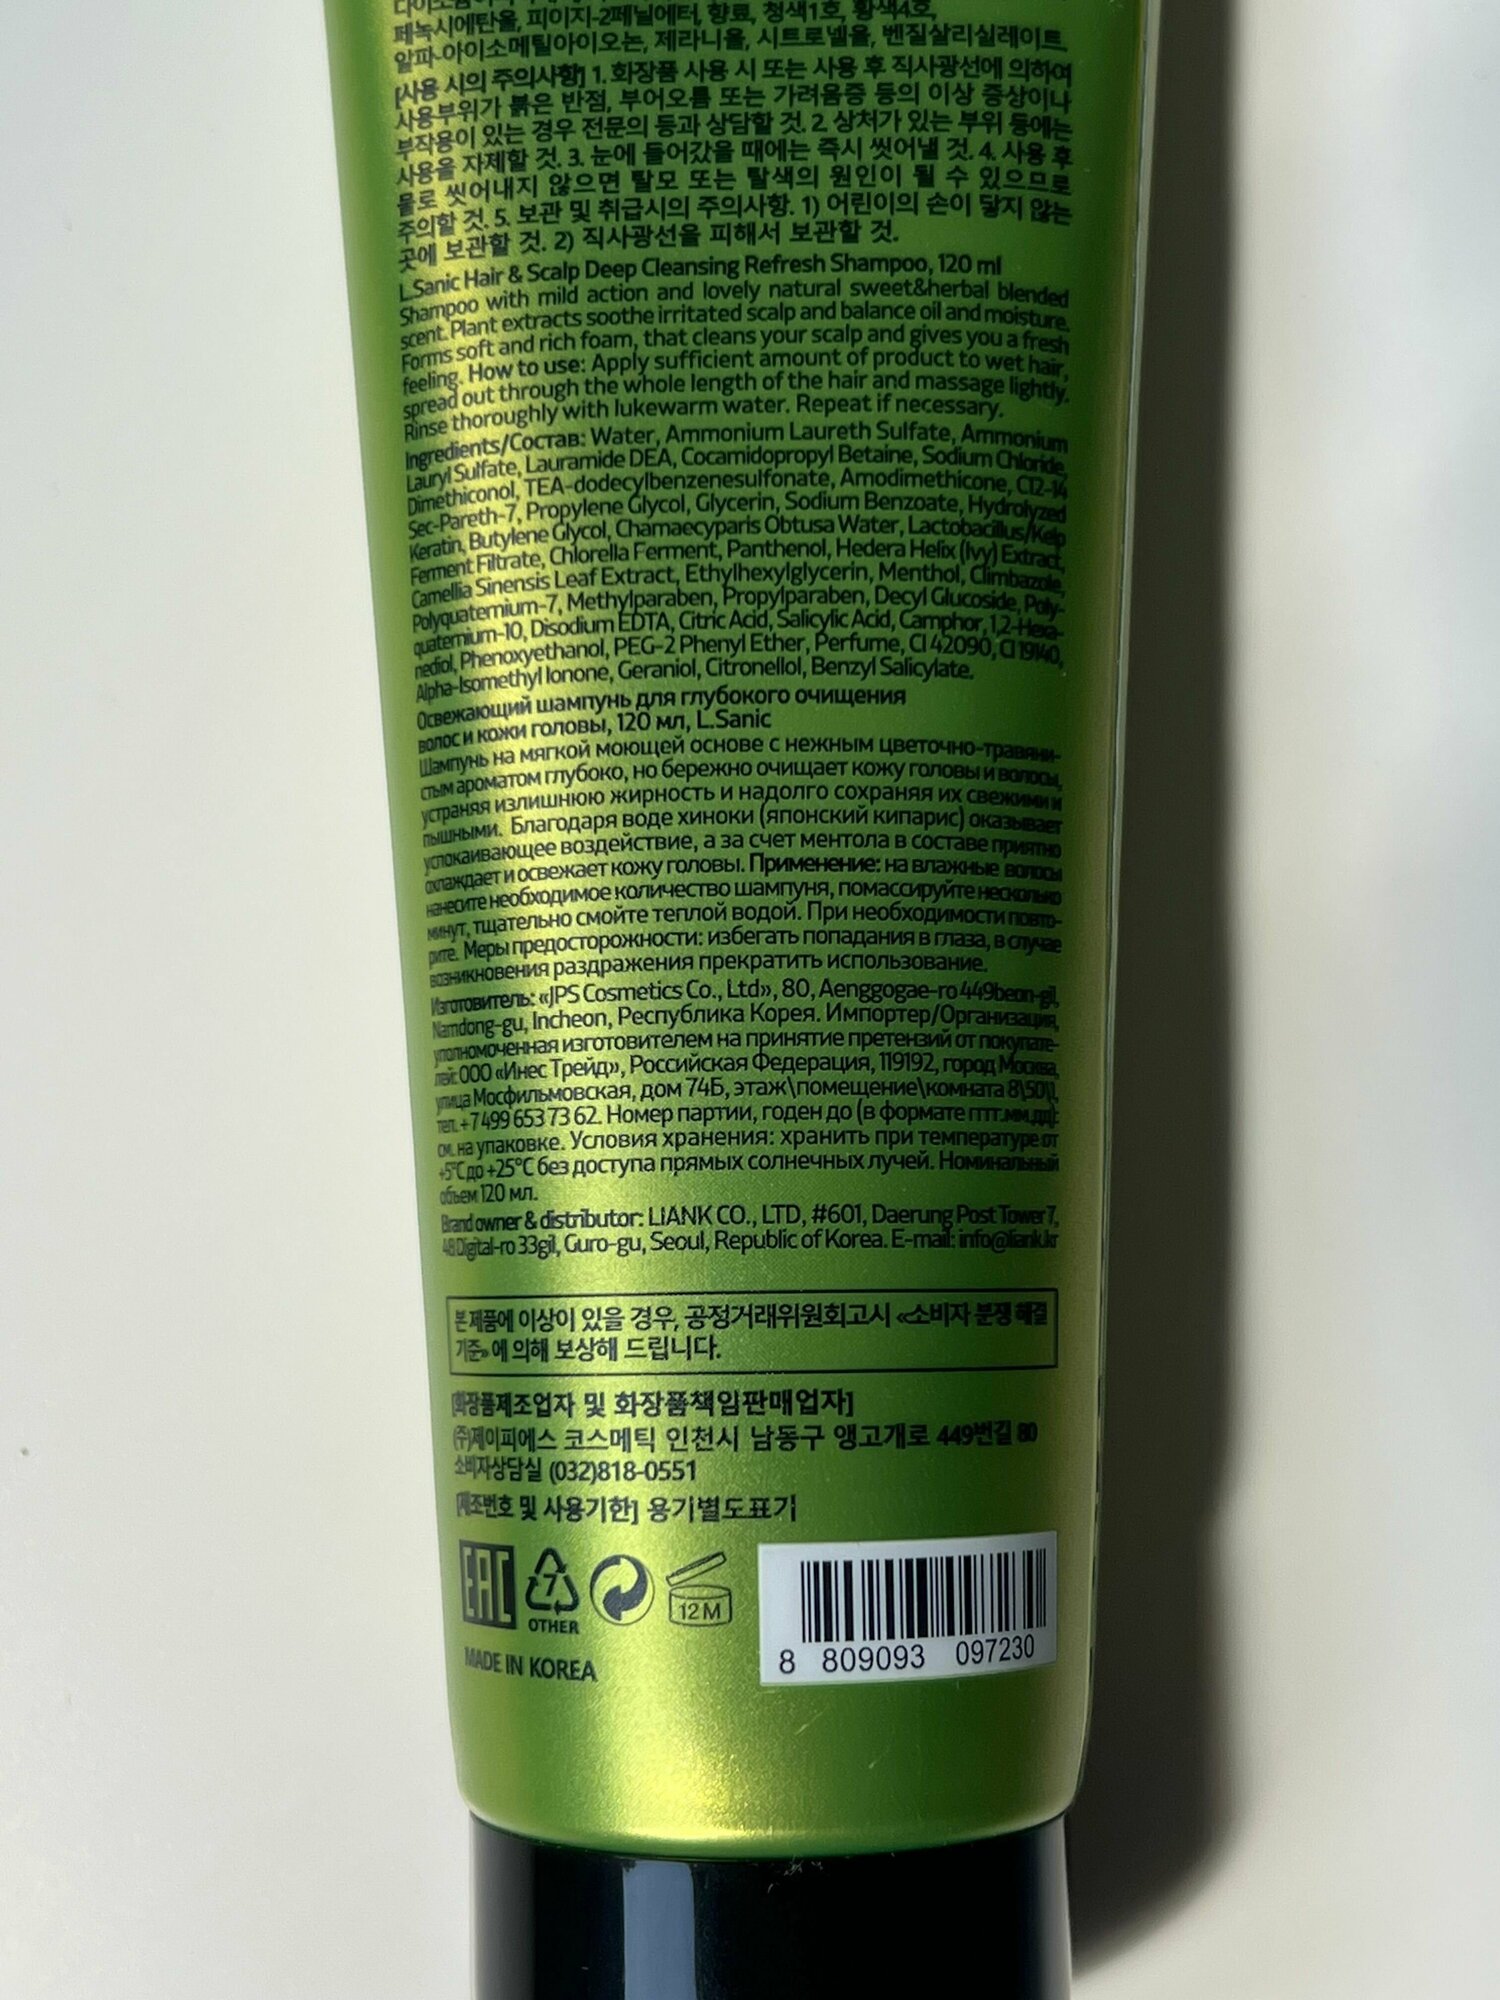 페녹시에탄올, 피이지-2페닐에터, 향료, 청색1호, 황색4호,
알파-아이소메틸아이오논, 제라니올, 시트로넬올, 벤질살리실레이트
[사용 시의 주의사항] 1. 화장품 사용 시 또는 사용 후 직사광선에 의하여
사용부위가 붉은 반점, 부어오름 또는 가려움증 등의 이상 증상이나
부작용이 있는 경우 전문의 등과 상담할 것. 2. 상처가 있는 부위 등에는
사용을 자제할 것. 3. 눈에 들어갔을 때에는 즉시 씻어낼 것. 4. 사용 후
물로 씻어내지 않으면 탈모 또는 탈색의 원인이 될 수 있으므로
주의할 것. 5. 보관 및 취급시의 주의사항. 1) 어린이의 손이 닿지 않는
곳에 보관할 것. 2) 직사광선을 피해서 보관할 것.
L.Sanic Hair & Scalp Deep Cleansing Refresh Shampoo, 120 ml
Shampoo with mild action and lovely natural sweet&herbal blended
scent. Plant extracts soothe irritated scalp and balance oil and moisture.
Forms soft and rich foam, that cleans your scalp and gives you a fresh
feeling. How to use: Apply sufficient amount of product to wet hair,
spread out through the whole length of the hair and massage lightly.
Rinse thoroughly with lukewarm water. Repeat if necessary.
Ingredients/Состав: Water, Ammonium Laureth Sulfate, Ammonium
Lauryl Sulfate, Lauramide DEA, Cocamidopropyl Betaine, Sodium Chloride,
Dimethiconol, TEA-dodecylbenzenesulfonate, Amodimethicone, C12-14
Sec-Pareth-7, Propylene Glycol, Glycerin, Sodium Benzoate, Hydrolyzed
Keratin, Butylene Glycol, Chamaecyparis Obtusa Water, Lactobacillus/Kelp
Ferment Filtrate, Chlorella Ferment, Panthenol, Hedera Helix (Ivy) Extract,
Camellia Sinensis Leaf Extract, Ethylhexylglycerin, Menthol, Climbazole,
Polyquaternium-7, Methylparaben, Propylparaben, Decyl Glucoside, Poly-
quaternium-10, Disodium EDTA, Citric Acid, Salicylic Acid, Camphor, 1,2-Hexa-
nediol, Phenoxyethanol, PEG-2 Phenyl Ether, Perfume, CI 42090, CI 19140,
Alpha-Isomethyl Ionone, Geraniol, Citronellol, Benzyl Salicylate.
Освежающий шампунь для глубокого очищения
волос и кожи головы, 120 мл, L.Sanic
Шампунь на мягкой моющей основе с нежным цветочно-травяни-
стым ароматом глубоко, но бережно очищает кожу головы и волосы,
устраняя излишнюю жирность и надолго сохраняя их свежими и
пышными. Благодаря воде хиноки (японский кипарис) оказывает
успокаивающее воздействие, а за счет ментола в составе приятно
охлаждает и освежает кожу головы. Применение: на влажные волосы
нанесите необходимое количество шампуня, помассируйте несколько
минут, тщательно смойте теплой водой. При необходимости повто-
рите. Меры предосторожности: избегать попадания в глаза, в случае
возникновения раздражения прекратить использование.
Изготовитель: «JPS Cosmetics Co., Ltd», 80, Aenggogae-ro 449beon-gil,
Namdong-gu, Incheon, Республика Корея. Импортер/Организация,
уполномоченная изготовителем на принятие претензий от покупате-
лей: ООО «Инес Трейд», Российская Федерация, 119192, город Москва,
улица Мосфильмовская, дом 74Б, этаж\помещение\комната 8\50\1,
тел. +7 499 653 73 62. Номер партии, годен до (в формате гггг.мм.дд):
см. на упаковке. Условия хранения: хранить при температуре от
+5°C до +25°C без доступа прямых солнечных лучей. Номинальный
объем 120 мл.
Brand owner & distributor: LIANK CO., LTD, #601, Daerung Post Tower 7,
48 Digital-ro 33gil, Guro-gu, Seoul, Republic of Korea. E-mail: info@liank.kr
본 제품에 이상이 있을 경우, 공정거래위원회고시 «소비자 분쟁 해결
기준» 에 의해 보상해 드립니다.
[화장품제조업자 및 화장품책임판매업자]
(주)제이피에스 코스메틱 인천시 남동구 앵고개로 449번길 80
소비자상담실 (032)818-0551
[제조번호 및 사용기한] 용기별도표기
EAC
7
OTHER
12 M
MADE IN KOREA
8 809093 097230